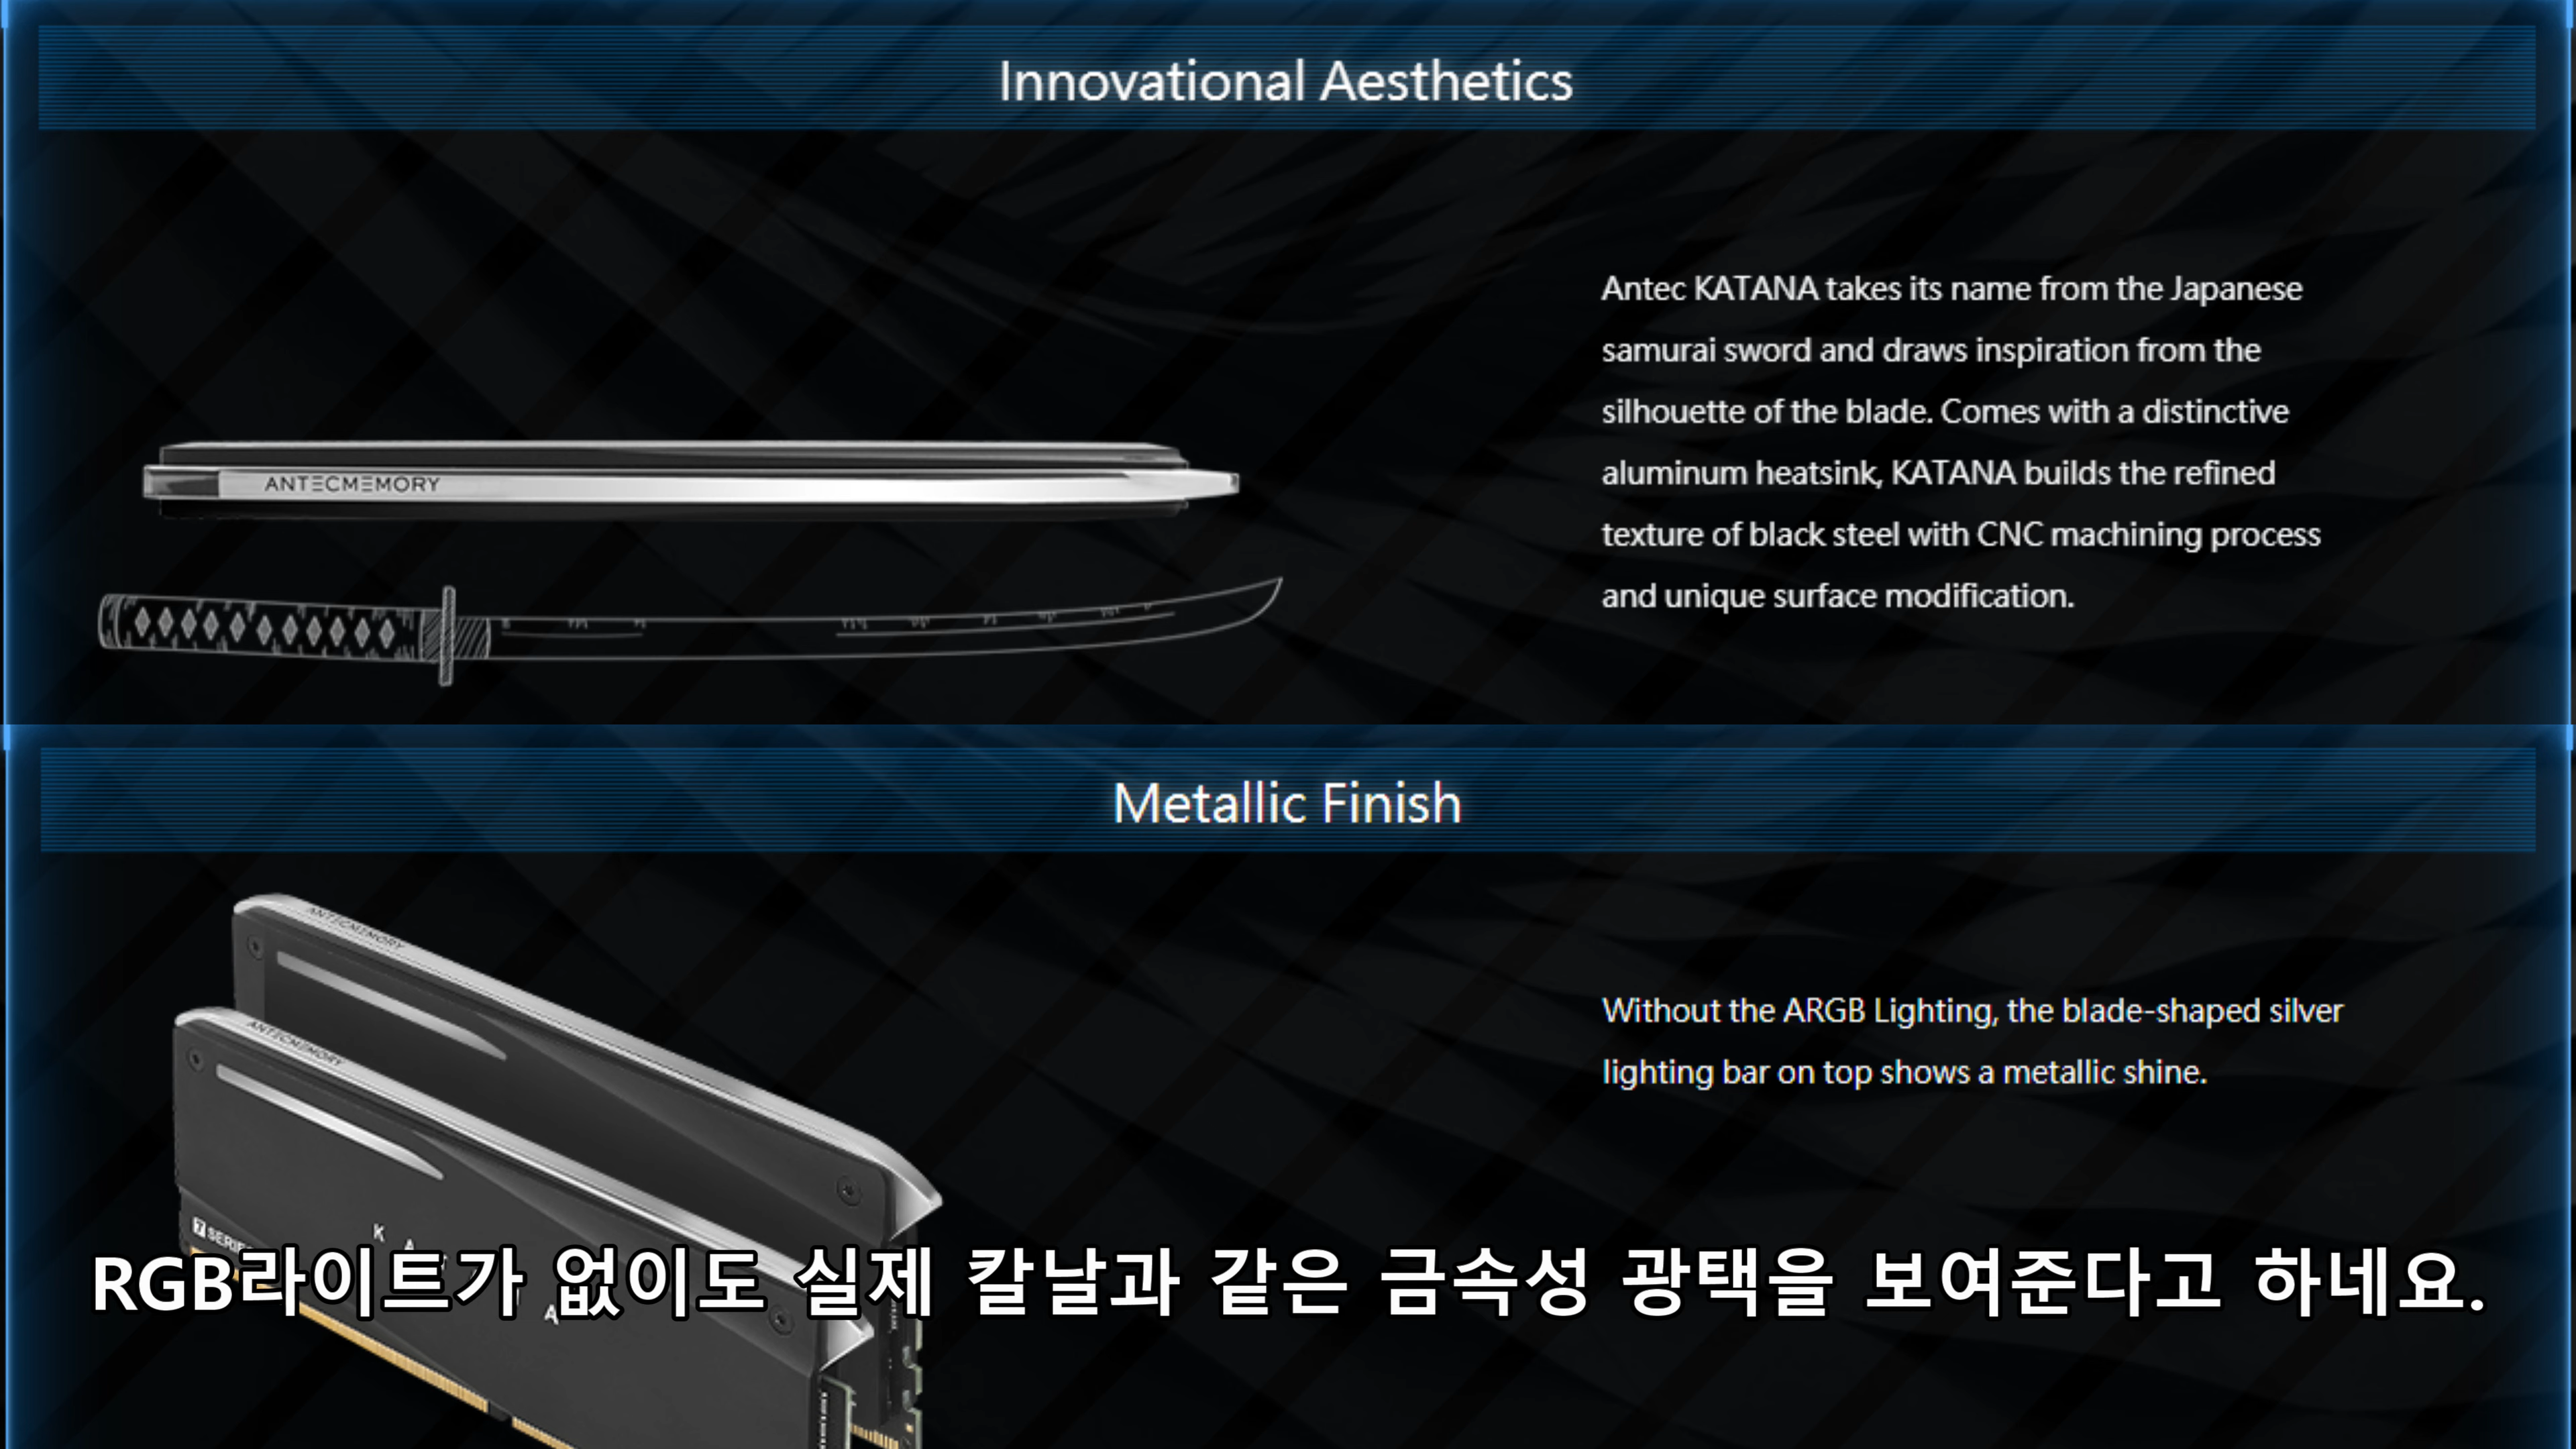 Innovational Aesthetics
ANTECMEMORY
Antec KATANA takes its name from the Japanese
samurai sword and draws inspiration from the
silhouette of the blade. Comes with a distinctive
aluminum heatsink, KATANA builds the refined
texture of black steel with CNC machining process
and unique surface modification.
Metallic Finish
ANTECMEMORY
ANTECMEMORY
Without the ARGB Lighting, the blade-shaped silver
lighting bar on top shows a metallic shine.
7 SERIES
RGB라이트가 없이도 실제 칼날과 같은 금속성 광택을 보여준다고 하네요.